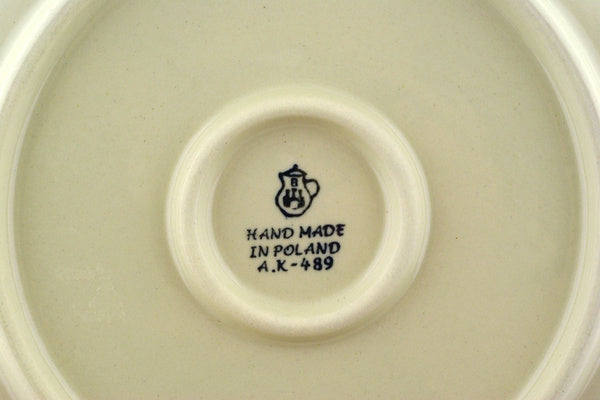 B
HAND MADE
IN POLAND
A.K-489